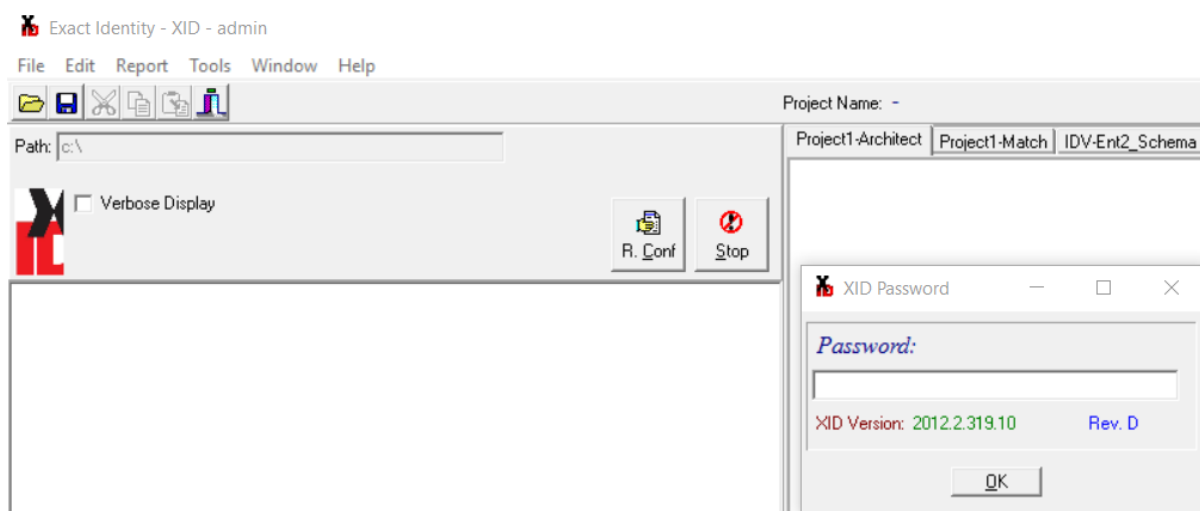 Exact Identity - XID - admin
File Edit Report Tools Window Help
Project Name: -
Path: c:\
Project1-Architect Project1-Match IDV-Ent2_Schema
Verbose Display
XID
R. Conf Stop
XID Password
Password:
XID Version: 2012.2.319.10 Rev. D
OK